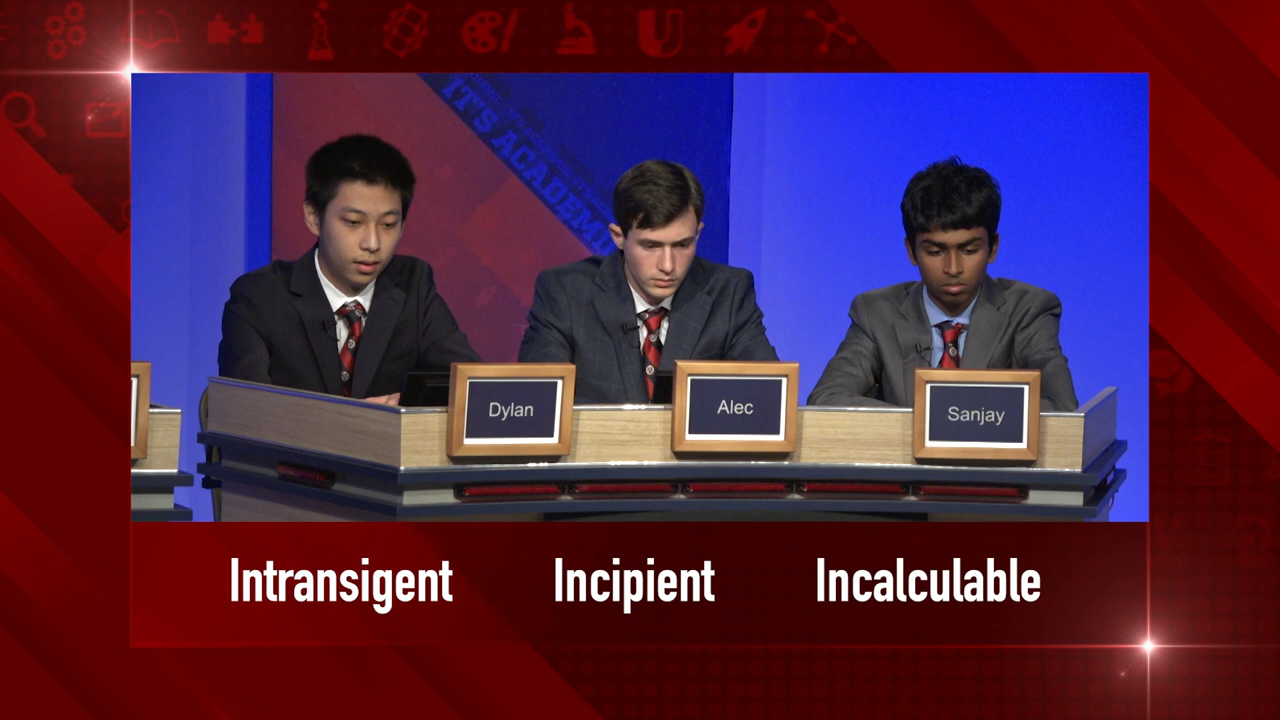 IT'S ACADEMIC
Dylan
Alec
Sanjay
Intransigent Incipient Incalculable